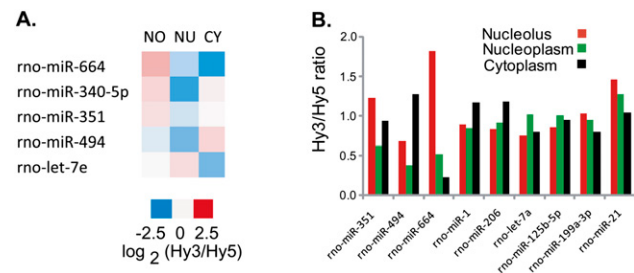 A.
NO NU CY
rno-miR-664
rno-miR-340-5p
rno-miR-351
rno-miR-494
rno-let-7e
-2.5 0 2.5
log 2 (Hy3/Hy5)
B.
Nucleolus
Nucleoplasm
Cytoplasm
Hy3/Hy5 ratio
2.0
1.5
1.0
0.5
0.0
rno-miR-351
rno-miR-494
rno-miR-664
rno-miR-1
rno-miR-206
rno-let-7a
rno-miR-125b-5p
rno-miR-199a-3p
rno-miR-21